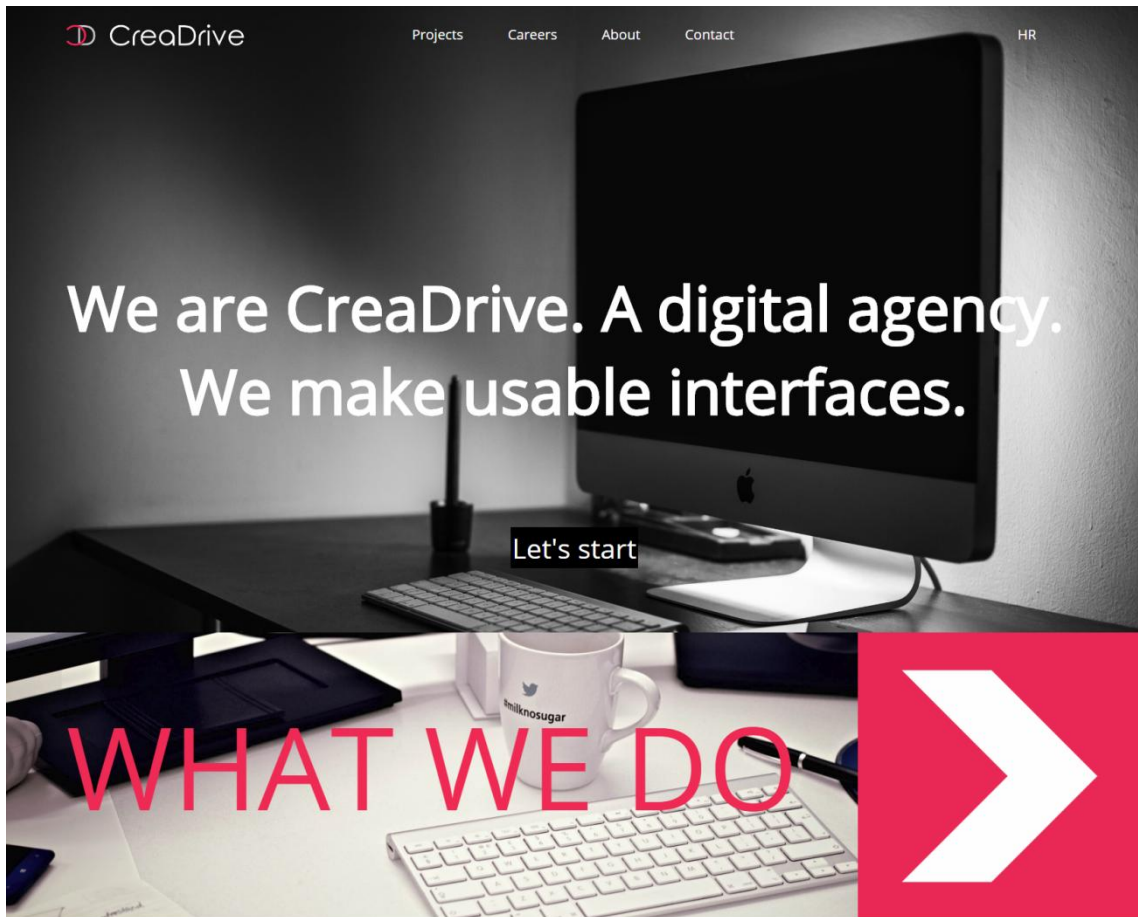 CreaDrive
Projects Careers About Contact HR
We are CreaDrive. A digital agency.
We make usable interfaces.
Let's start
#milknosugar
WHAT WE DO